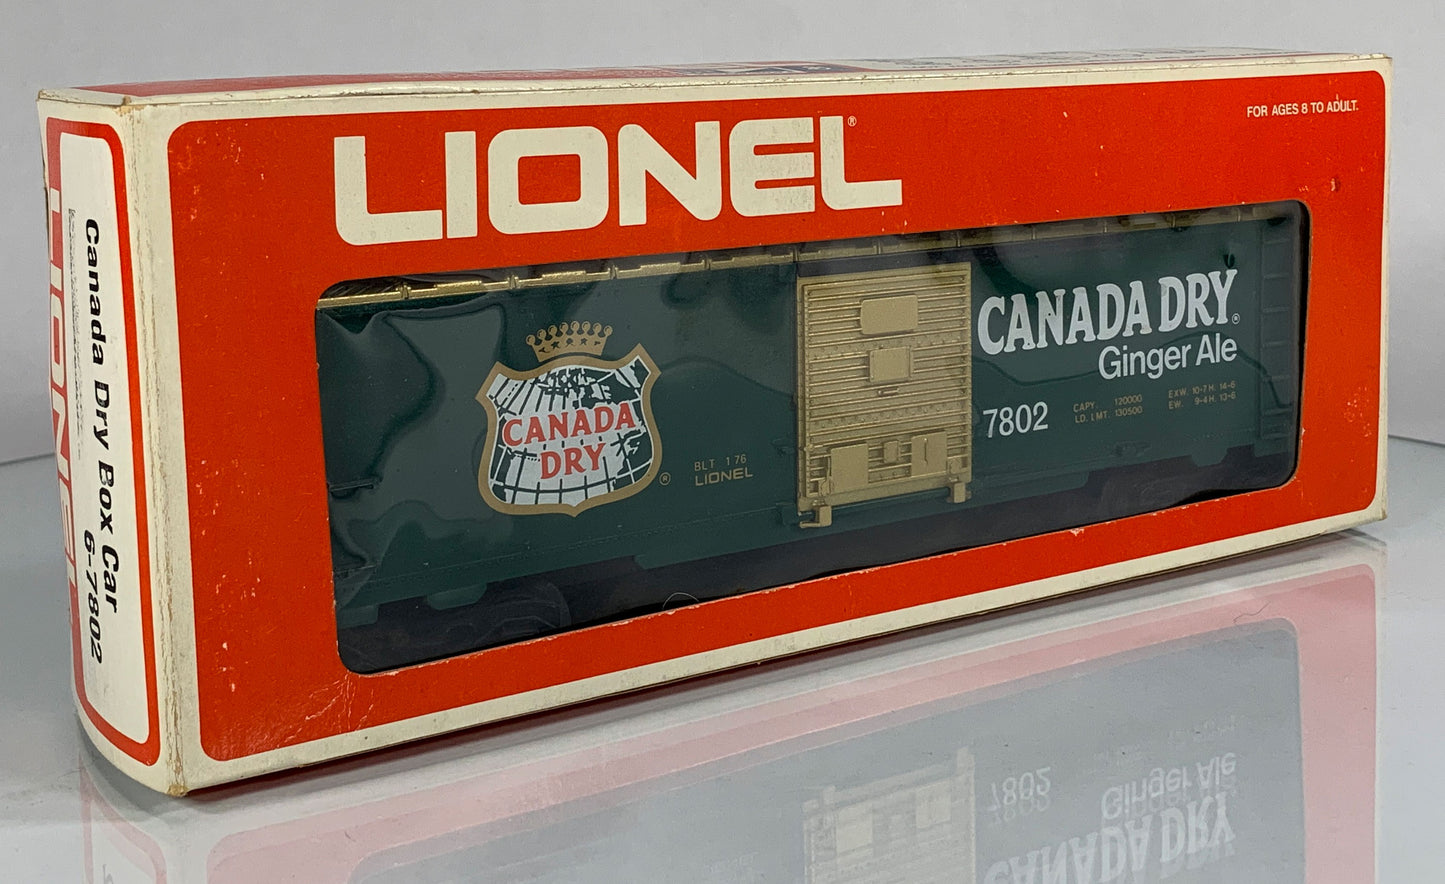 LIONEL®
FOR AGES 8 TO ADULT.
LIONEL
Canada Dry Box Car
6-7802
CANADA
DRY
®
BLT 1 76
LIONEL
CANADA DRY®
Ginger Ale
7802
CAPY. 120000 EXW. 10-7 H. 14-6
LD. LMT. 130500 EW. 9-4 H. 13-6